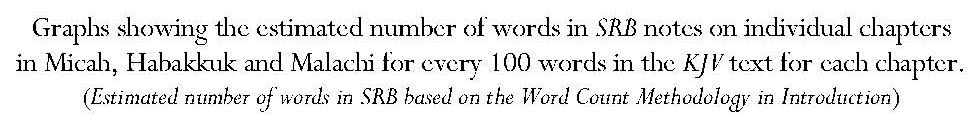 Graphs showing the estimated number of words in SRB notes on individual chapters
in Micah, Habakkuk and Malachi for every 100 words in the KJV text for each chapter.
(Estimated number of words in SRB based on the Word Count Methodology in Introduction)